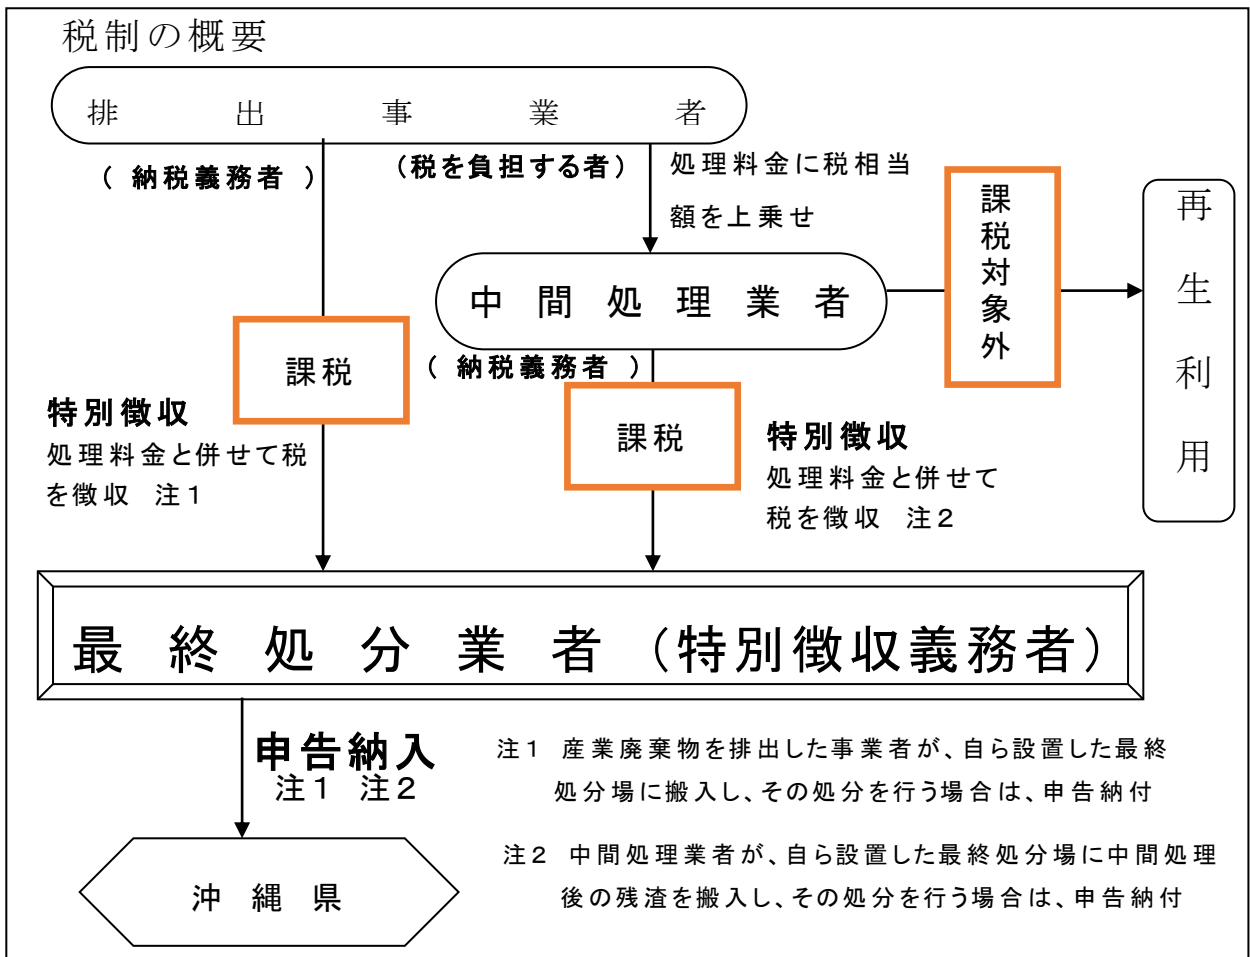 税制の概要
排出事業者
（納税義務者）
（税を負担する者）
処理料金に税相当
額を上乗せ
課税対象外
再生利用
中間処理業者
（納税義務者）
課税
特別徴収
処理料金と併せて税
を徴収　注１
課税
特別徴収
処理料金と併せて
税を徴収　注２
最終処分業者（特別徴収義務者）
申告納入
注１　注２
沖縄県
注１　産業廃棄物を排出した事業者が、自ら設置した最終
処分場に搬入し、その処分を行う場合は、申告納付
注２　中間処理業者が、自ら設置した最終処分場に中間処理
後の残渣を搬入し、その処分を行う場合は、申告納付